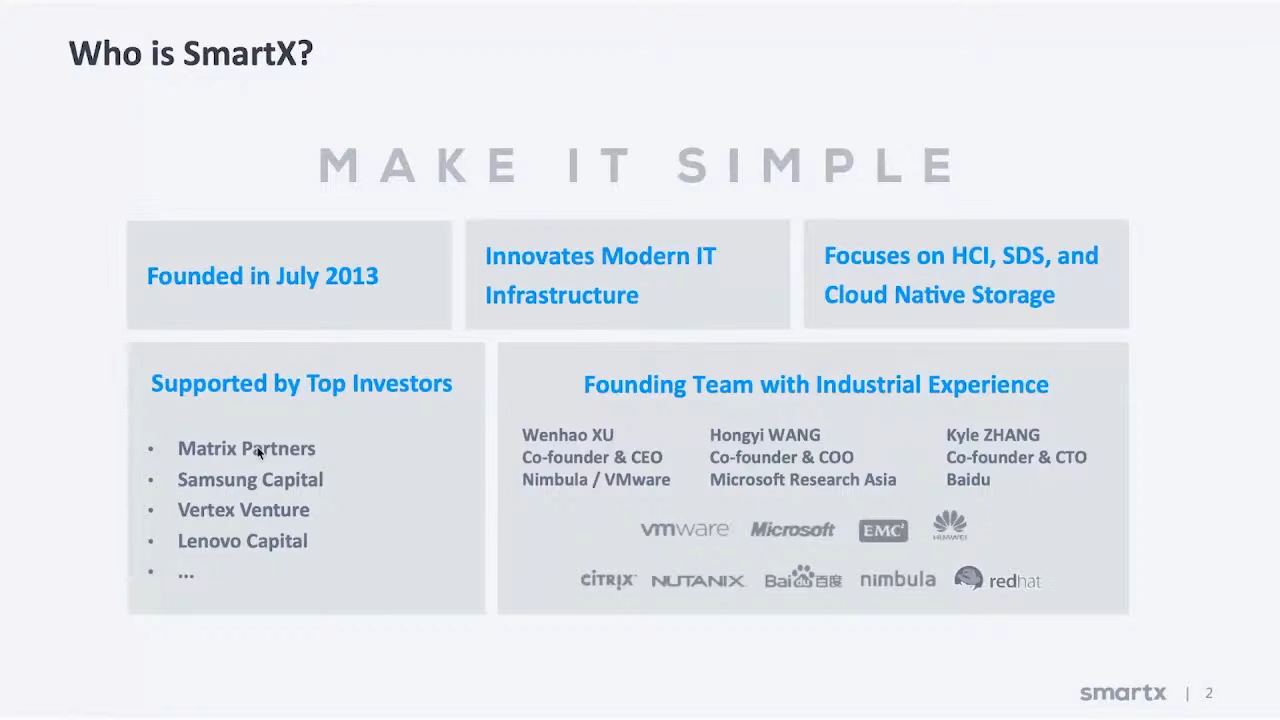 Who is SmartX?
MAKE IT SIMPLE
Founded in July 2013
Innovates Modern IT
Infrastructure
Focuses on HCI, SDS, and
Cloud Native Storage
Supported by Top Investors
• Matrix Partners
• Samsung Capital
• Vertex Venture
• Lenovo Capital
• ...
Founding Team with Industrial Experience
Wenhao XU
Co-founder & CEO
Nimbula / VMware
Hongyi WANG
Co-founder & COO
Microsoft Research Asia
Kyle ZHANG
Co-founder & CTO
Baidu
vmware Microsoft EMC² HUAWEI
CITRIX NUTANIX Baidu百度 nimbula redhat
smartx | 2